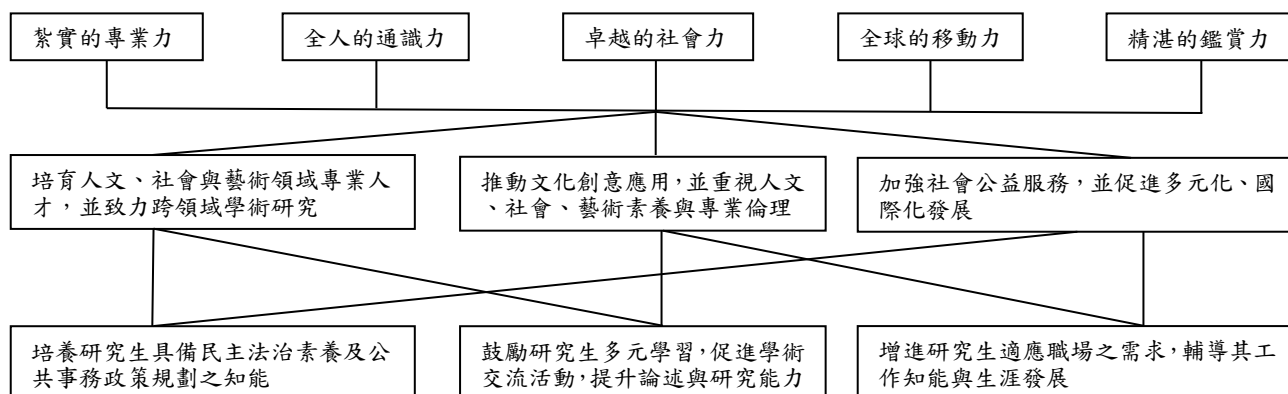 紮實的專業力
全人的通識力
卓越的社會力
全球的移動力
精湛的鑑賞力
培育人文、社會與藝術領域專業人
才，並致力跨領域學術研究
推動文化創意應用，並重視人文
、社會、藝術素養與專業倫理
加強社會公益服務，並促進多元化、國
際化發展
培養研究生具備民主法治素養及公
共事務政策規劃之知能
鼓勵研究生多元學習，促進學術
交流活動，提升論述與研究能力
增進研究生適應職場之需求，輔導其工
作知能與生涯發展